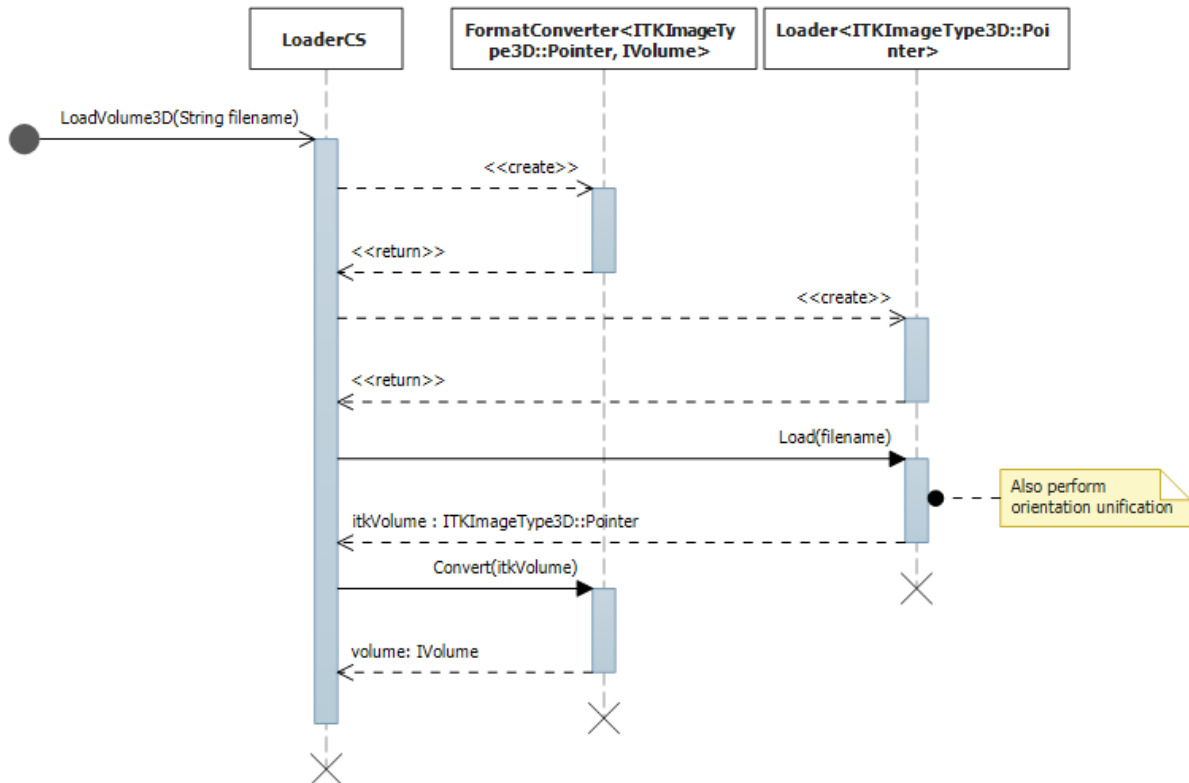 LoaderCS
FormatConverter<ITKImageTy
pe3D::Pointer, IVolume>
Loader<ITKImageType3D::Poi
nter>
LoadVolume3D(String filename)
<<create>>
<<return>>
<<create>>
<<return>>
Load(filename)
Also perform
orientation unification
itkVolume : ITKImageType3D::Pointer
Convert(itkVolume)
volume: IVolume